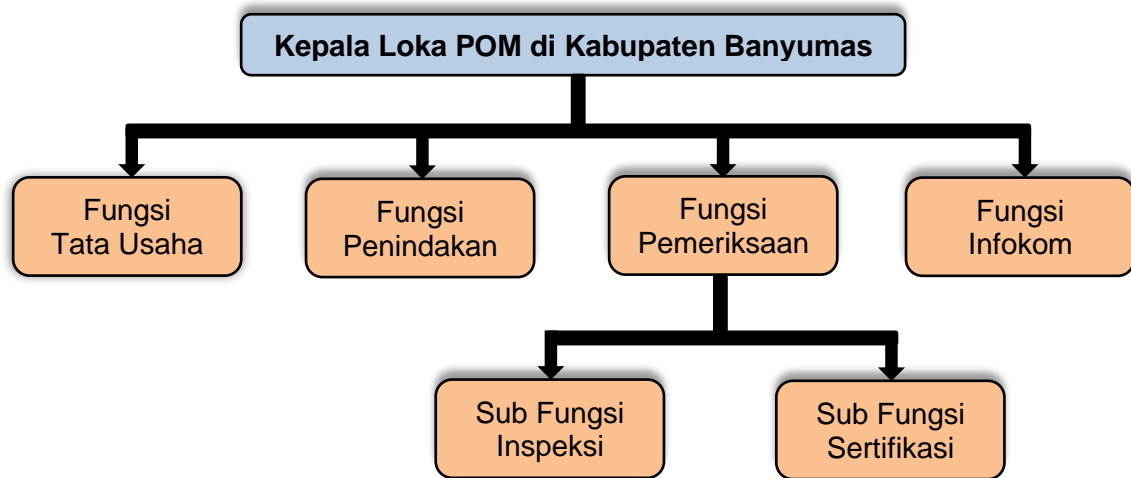 Kepala Loka POM di Kabupaten Banyumas
Fungsi
Tata Usaha
Fungsi
Penindakan
Fungsi
Pemeriksaan
Fungsi
Infokom
Sub Fungsi
Inspeksi
Sub Fungsi
Sertifikasi